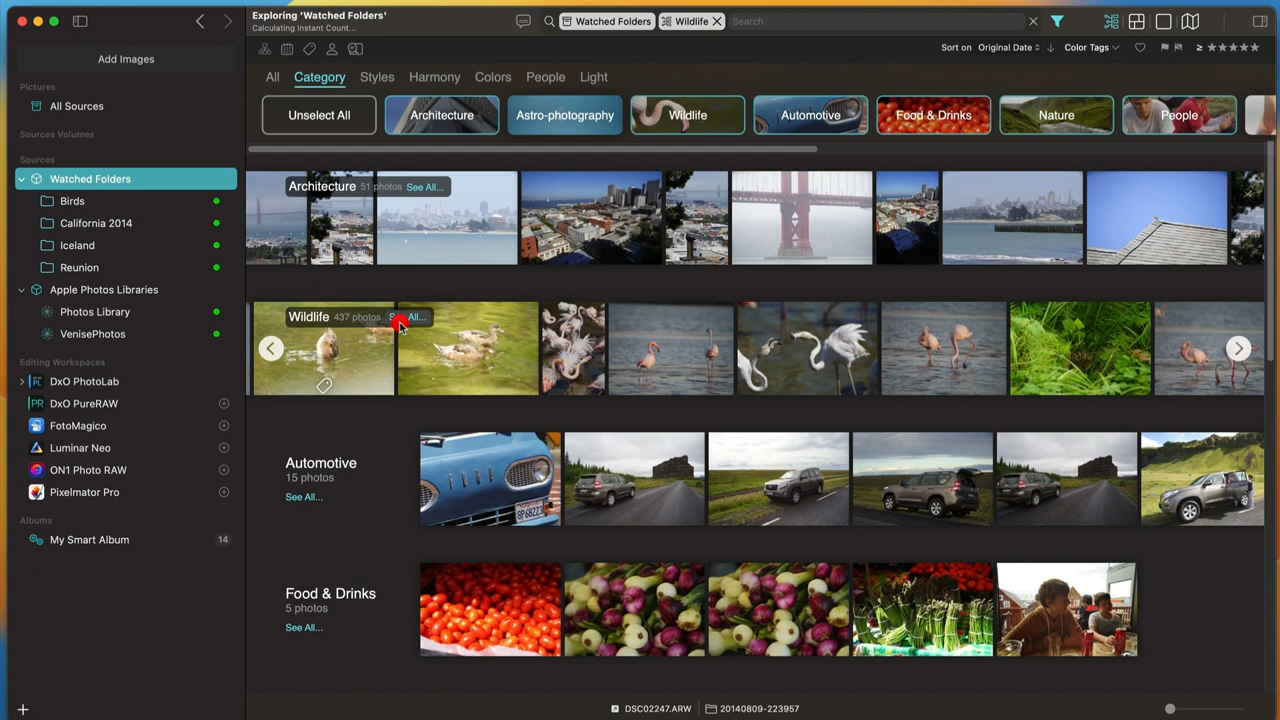 Exploring 'Watched Folders'
Calculating Instant Count...
Watched Folders
Wildlife
Search
Add Images
Pictures
All Sources
Sources Volumes
Sources
Watched Folders
Birds
California 2014
Iceland
Reunion
Apple Photos Libraries
Photos Library
VenisePhotos
Editing Workspaces
PL DxO PhotoLab
PR DxO PureRAW
FotoMagico
Luminar Neo
ON1 Photo RAW
Pixelmator Pro
Albums
My Smart Album 14
Sort on Original Date Color Tags ≥
All Category Styles Harmony Colors People Light
Unselect All Architecture Astro-photography Wildlife Automotive Food & Drinks Nature People
Architecture 51 photos See All...
Wildlife 437 photos See All...
Automotive
15 photos
See All...
8P68223
Food & Drinks
5 photos
See All...
DSC02247.ARW 20140809-223957